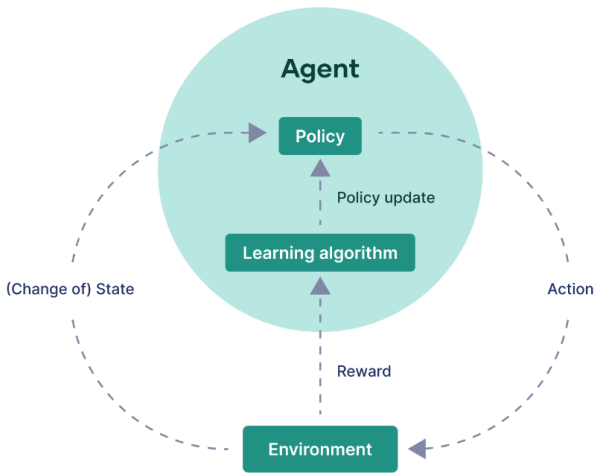 Agent
Policy
Policy update
Learning algorithm
(Change of) State
Action
Reward
Environment